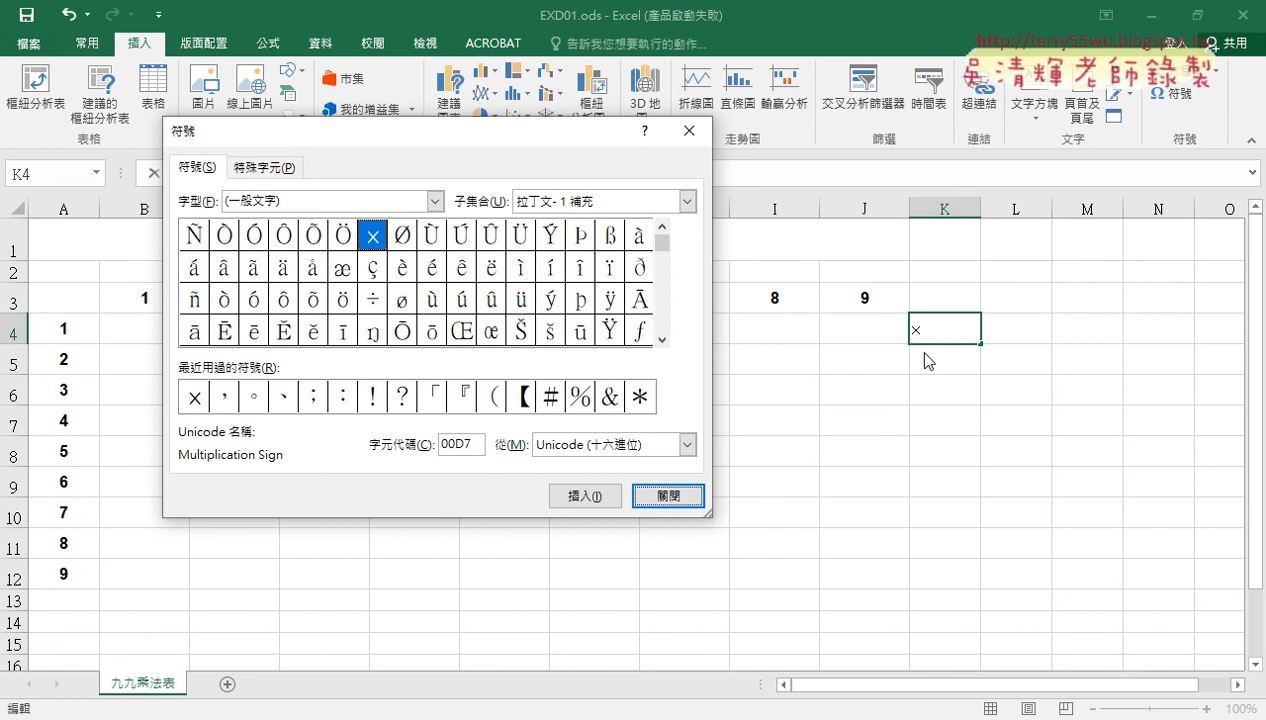 EXD01.ods - Excel (產品啟動失敗)
http://terry55wu.blogspot.tw
吳清輝老師錄製
檔案 常用 插入 版面配置 公式 資料 校閱 檢視 ACROBAT 告訴我您想要執行的動作... 登入 共用
樞紐分析表 建議的 樞紐分析表 表格 圖片 線上圖片 市集 我的增益集 建議 樞紐 3D 地 折線圖 直條圖 輸贏分析 交叉分析篩選器 時間表 超連結 文字方塊 頁首及 頁尾 符號
表格 走勢圖 篩選 連結 文字 符號
K4
A B I J K L M N O
1
2
3 1 8 9
4 1 ×
5 2
6 3
7 4
8 5
9 6
10 7
11 8
12 9
13
14
15
16
符號 ?
符號(S) 特殊字元(P)
字型(F): (一般文字) 子集合(U): 拉丁文- 1 補充
Ñ Ò Ó Ô Õ Ö × Ø Ù Ú Û Ü Ý Þ ß à
á â ã ä å æ ç è é ê ë ì í î ï ð
ñ ò ó ô õ ö ÷ ø ù ú û ü ý þ ÿ Ā
ā Ē ē Ě ě ī ŋ Ō ō Œ œ Š š ū Ÿ ƒ
最近用過的符號(R):
× , 。 、 ; : ! ? 「 『 ( 【 # % & *
Unicode 名稱:
Multiplication Sign
字元代碼(C): 00D7 從(M): Unicode (十六進位)
插入(I) 關閉
九九乘法表
編輯 100%